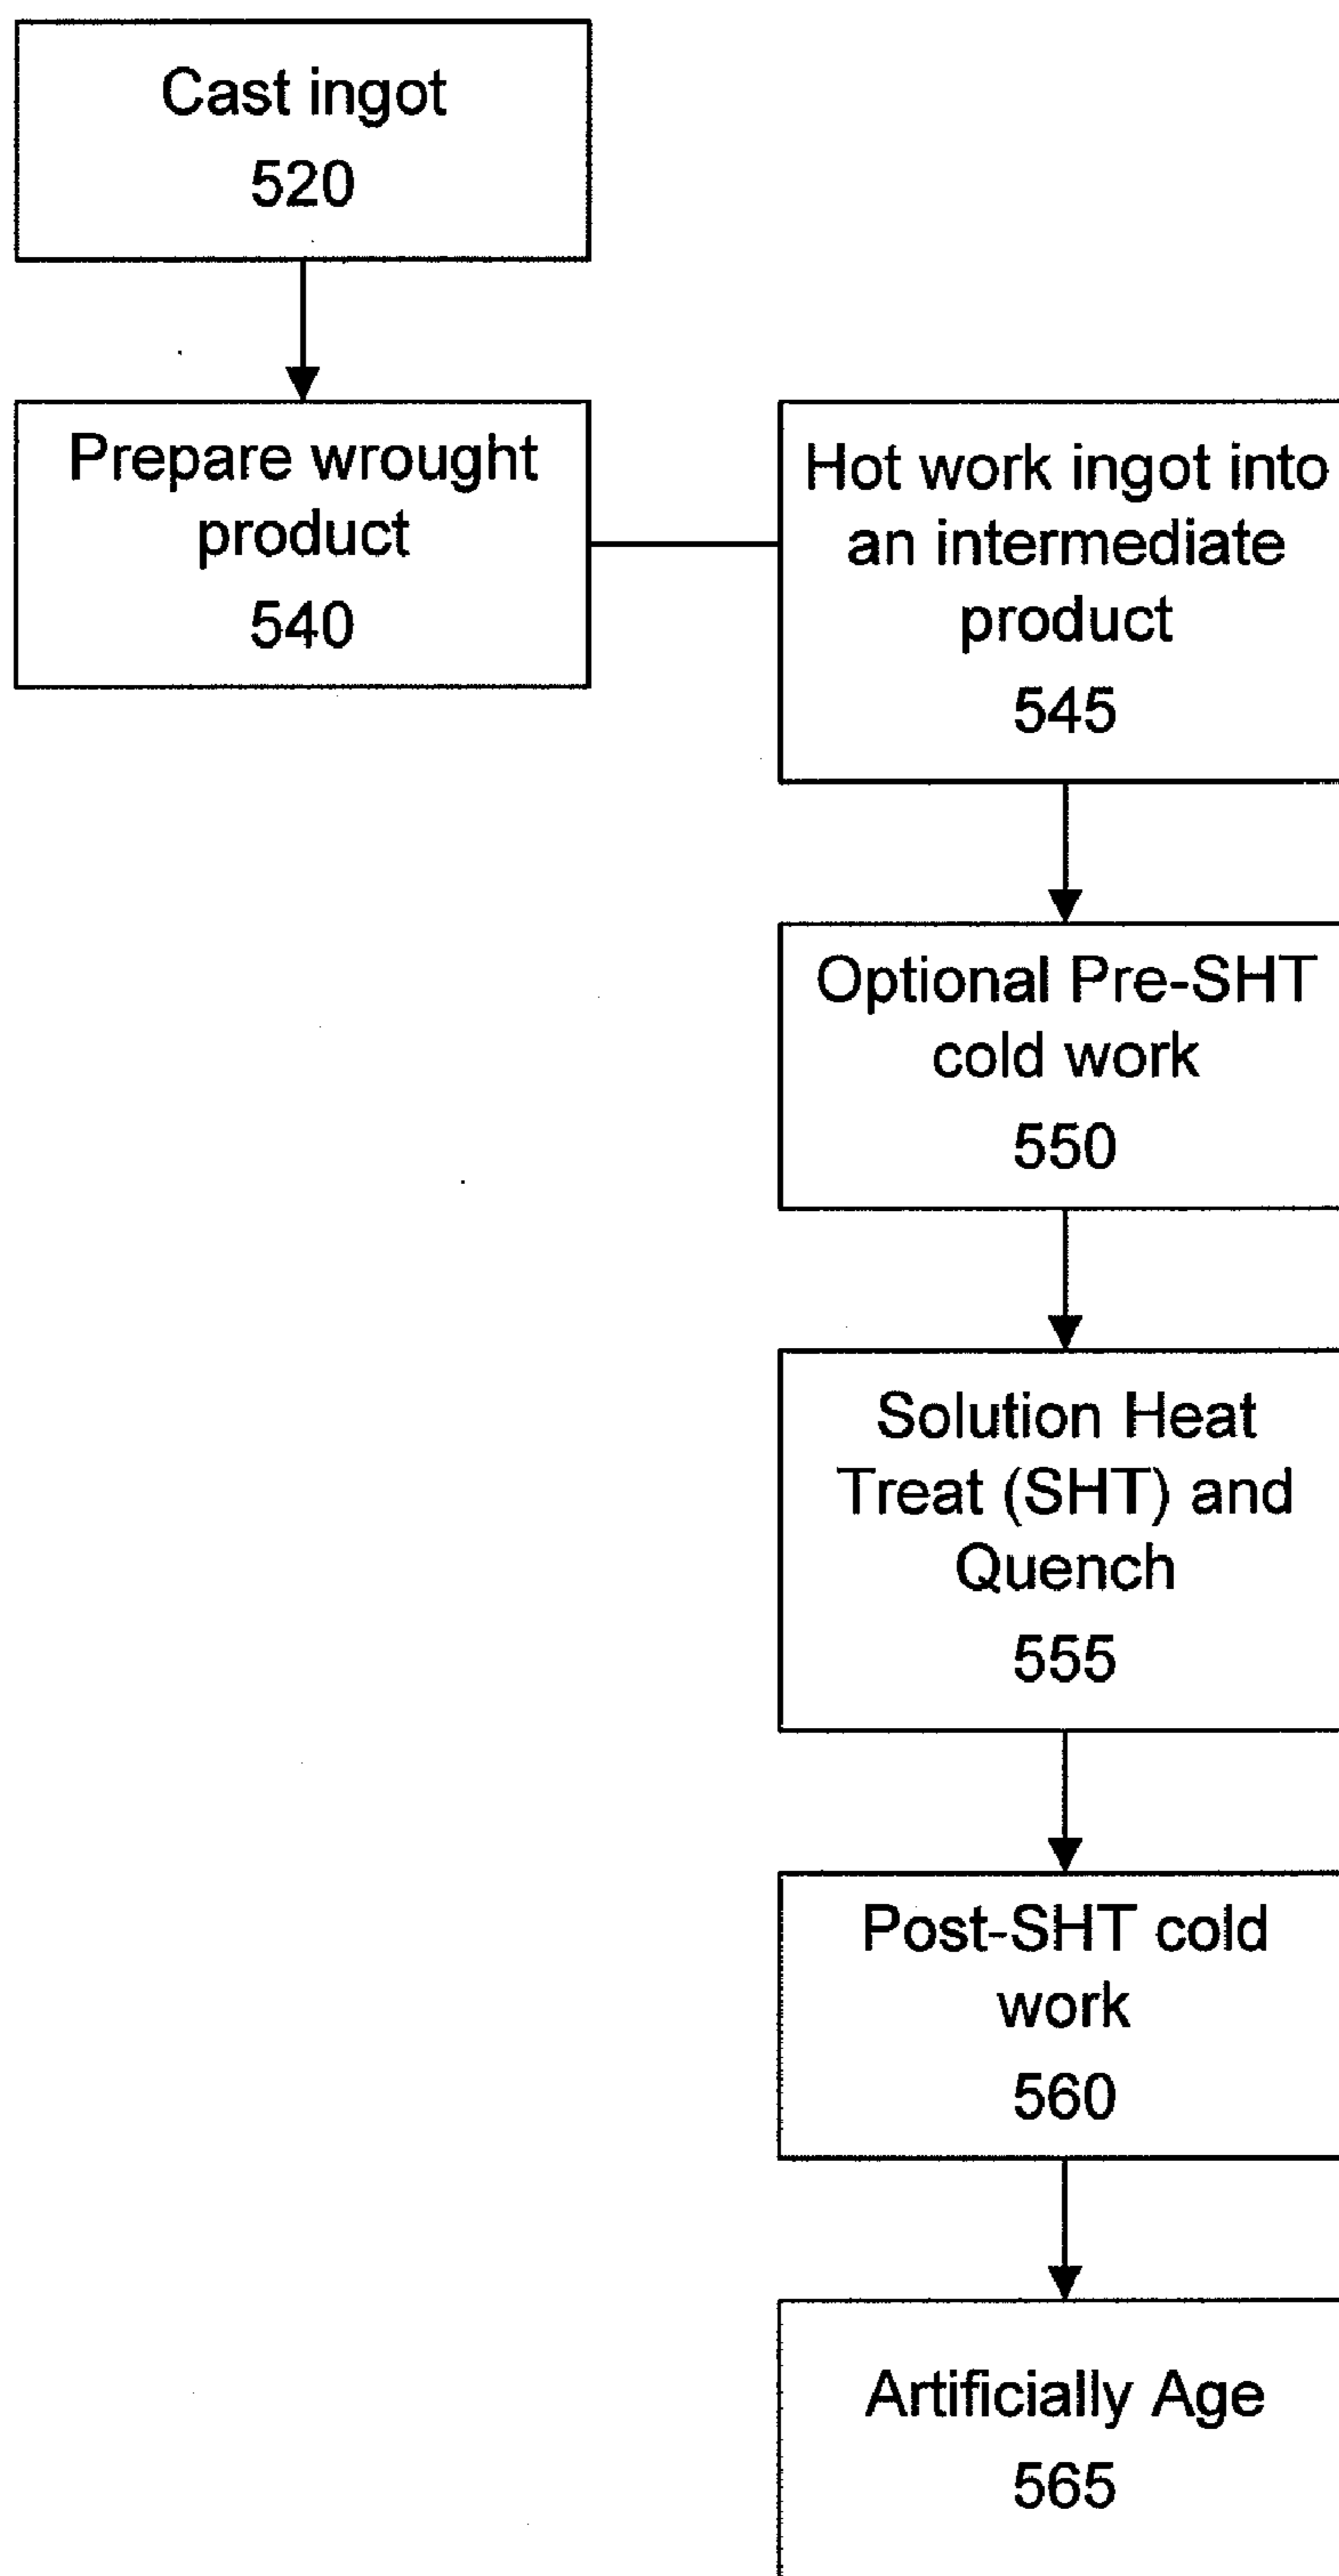 Cast ingot
520
Prepare wrought
product
540
Hot work ingot into
an intermediate
product
545
Optional Pre-SHT
cold work
550
Solution Heat
Treat (SHT) and
Quench
555
Post-SHT cold
work
560
Artificially Age
565